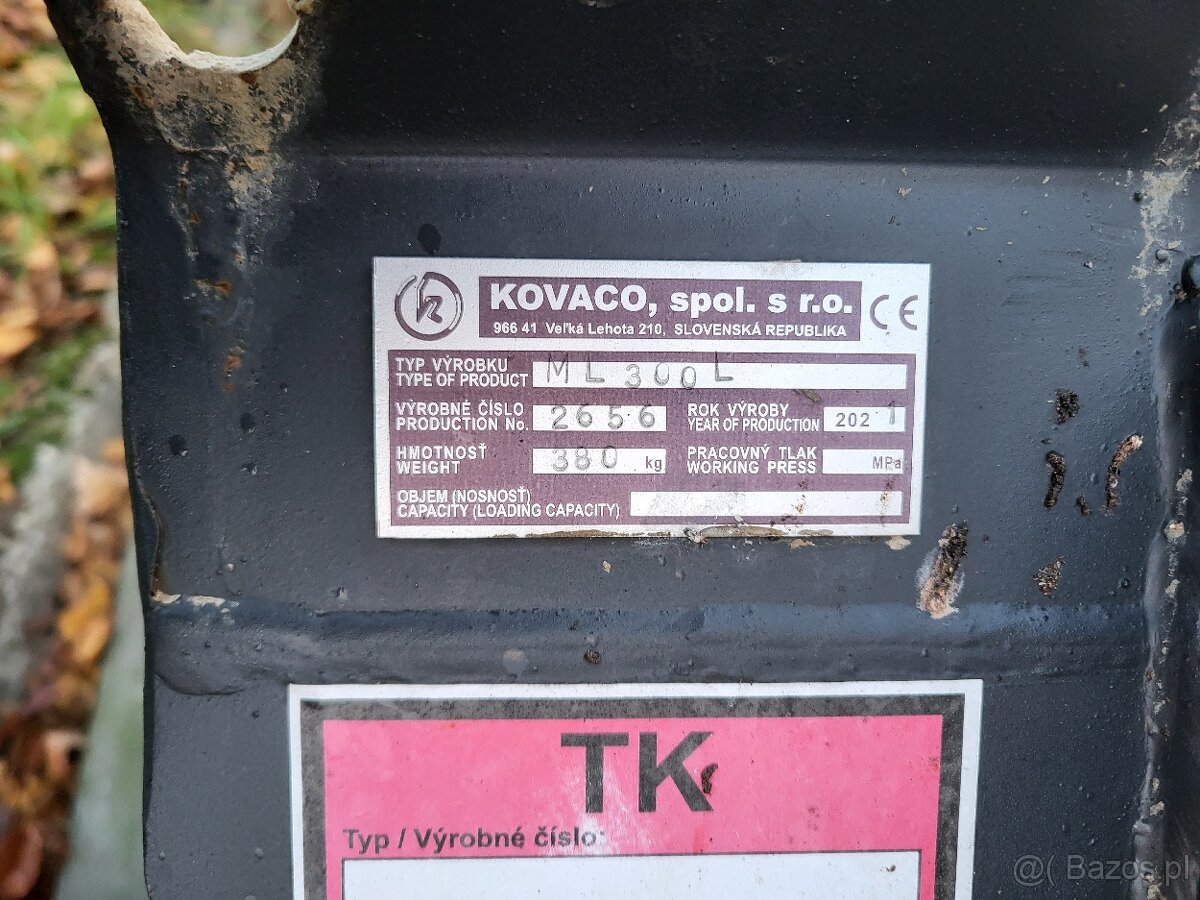 KOVACO, spol. s r.o.
966 41 Veľká Lehota 210, SLOVENSKÁ REPUBLIKA
CE
TYP VÝROBKU
TYPE OF PRODUCT
ML 300L
VÝROBNÉ ČÍSLO
PRODUCTION No.
2656
ROK VÝROBY
YEAR OF PRODUCTION
2021
HMOTNOSŤ
WEIGHT
380 kg
PRACOVNÝ TLAK
WORKING PRESS
MPa
OBJEM (NOSNOSŤ)
CAPACITY (LOADING CAPACITY)
TK
Typ / Výrobné číslo:
@( Bazos.pl